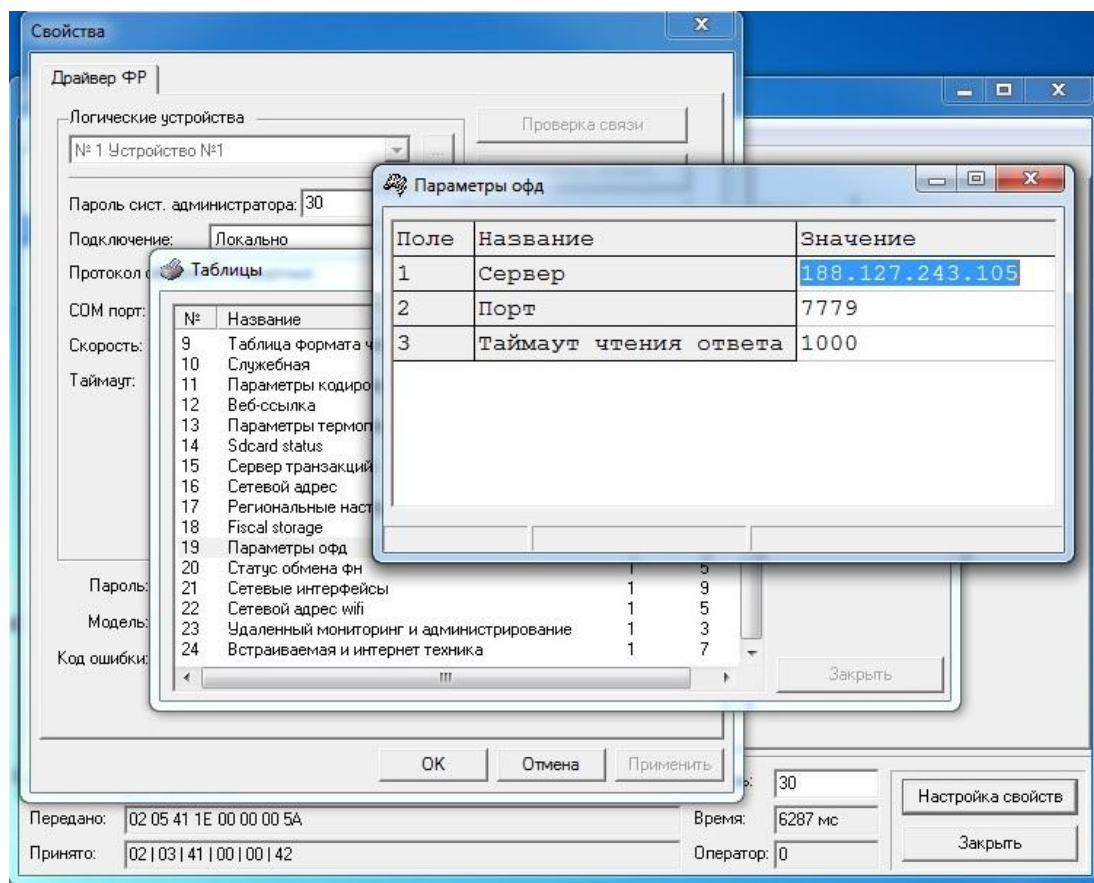 Свойства
Драйвер ФР
Логические устройства
№ 1 Устройство №1
...
Проверка связи
Пароль сист. администратора: 30
Подключение: Локально
Протокол
COM порт:
Скорость:
Таймаут:
Пароль:
Модель:
Код ошибки:
Таблицы
№ Название
9 Таблица формата
10 Служебная
11 Параметры кодиро
12 Веб-ссылка
13 Параметры термоп
14 Sdcard status
15 Сервер транзакций
16 Сетевой адрес
17 Региональные наст
18 Fiscal storage
19 Параметры офд
20 Статус обмена фн 1 5
21 Сетевые интерфейсы 1 9
22 Сетевой адрес wifi 1 5
23 Удаленный мониторинг и администрирование 1 3
24 Встраиваемая и интернет техника 1 7
Закрыть
Параметры офд
Поле Название Значение
1 Сервер 188.127.243.105
2 Порт 7779
3 Таймаут чтения ответа 1000
OK Отмена Применить
30
Настройка свойств
Передано: 02 05 41 1E 00 00 00 5A Время: 6287 мс
Принято: 02 | 03 | 41 | 00 | 00 | 42 Оператор: 0
Закрыть